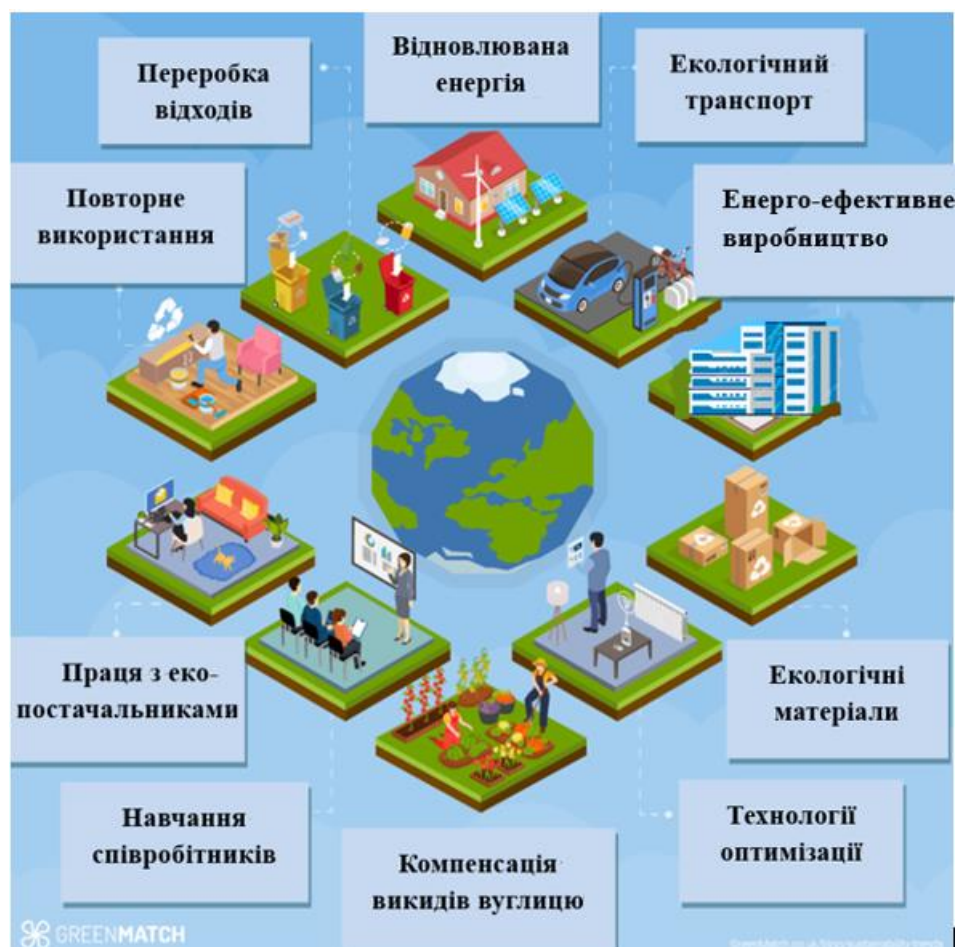 Переробка
відходів
Відновлювана
енергія
Екологічний
транспорт
Повторне
використання
Енерго-ефективне
виробництво
Праця з еко-
постачальниками
Екологічні
матеріали
Навчання
співробітників
Компенсація
викидів вуглицю
Технології
оптимізації
GREENMATCH